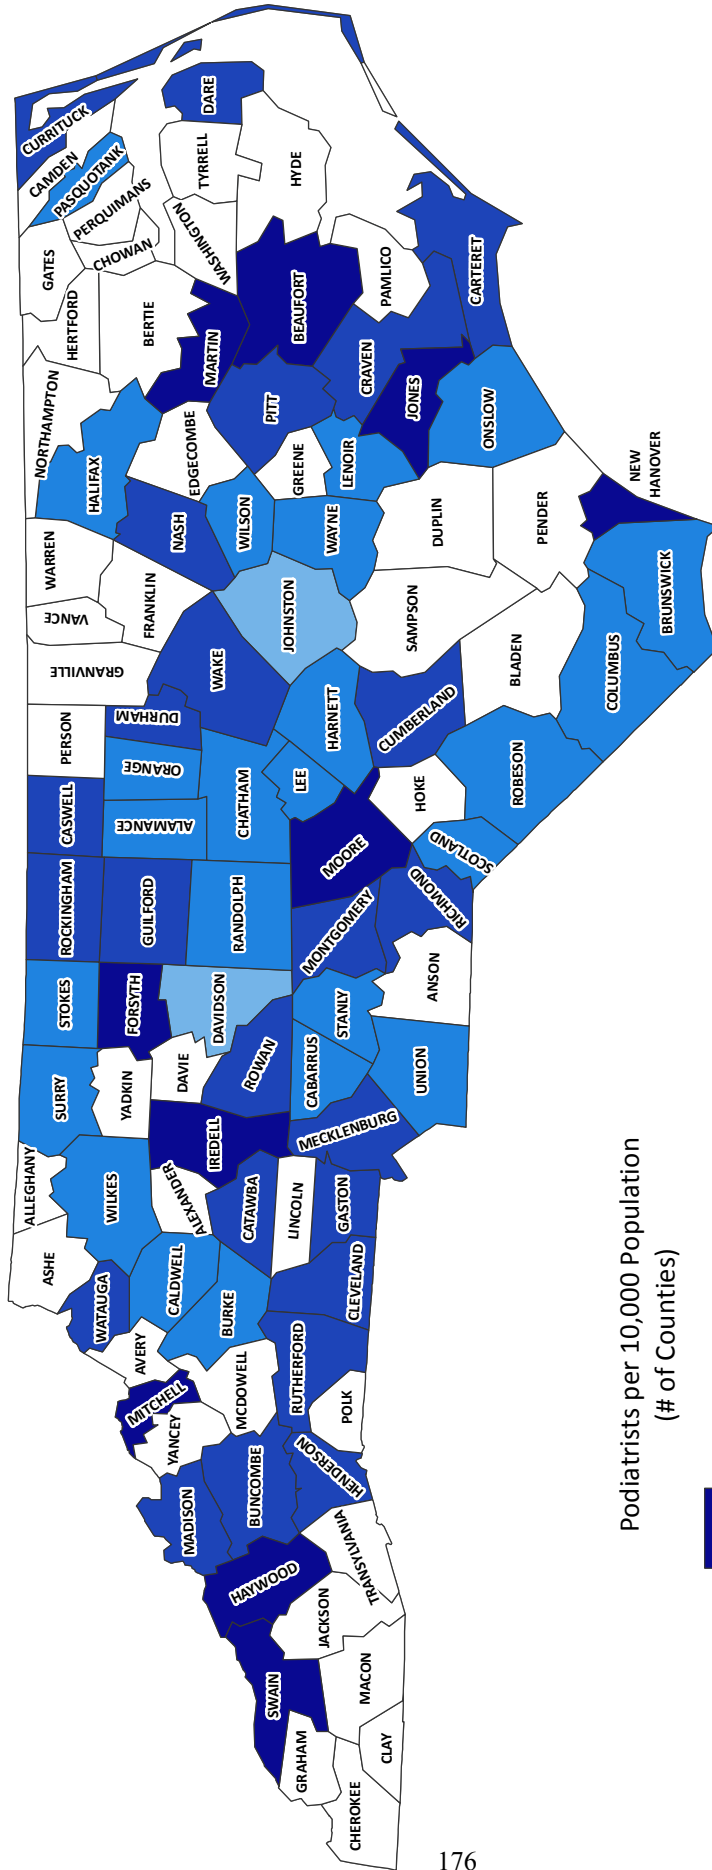 CURRITUCK
CAMDEN
PASQUOTANK
PERQUIMANS
CHOWAN
GATES
HERTFORD
BERTIE
NORTHAMPTON
HALIFAX
WARREN
VANCE
GRANVILLE
FRANKLIN
NASH
EDGECOMBE
MARTIN
WASHINGTON
TYRRELL
DARE
HYDE
BEAUFORT
PITT
PAMLICO
CRAVEN
CARTERET
JONES
ONSLOW
LENOIR
GREENE
WILSON
WAYNE
JOHNSTON
WAKE
DUPLIN
PENDER
NEW
HANOVER
BRUNSWICK
COLUMBUS
BLADEN
SAMPSON
CUMBERLAND
HARNETT
LEE
CHATHAM
DURHAM
ORANGE
PERSON
CASWELL
ALAMANCE
ROCKINGHAM
GUILFORD
RANDOLPH
MOORE
HOKE
ROBESON
SCOTLAND
RICHMOND
MONTGOMERY
ANSON
STANLY
UNION
CABARRUS
MECKLENBURG
ROWAN
DAVIDSON
FORSYTH
STOKES
SURRY
YADKIN
DAVIE
IREDELL
ALLEGHANY
WILKES
ALEXANDER
CATAWBA
LINCOLN
GASTON
CLEVELAND
ASHE
WATAUGA
CALDWELL
BURKE
AVERY
MITCHELL
YANCEY
MCDOWELL
RUTHERFORD
POLK
HENDERSON
BUNCOMBE
MADISON
HAYWOOD
TRANSYLVANIA
JACKSON
SWAIN
MACON
GRAHAM
CLAY
CHEROKEE
Podiatrists per 10,000 Population
(# of Counties)
176